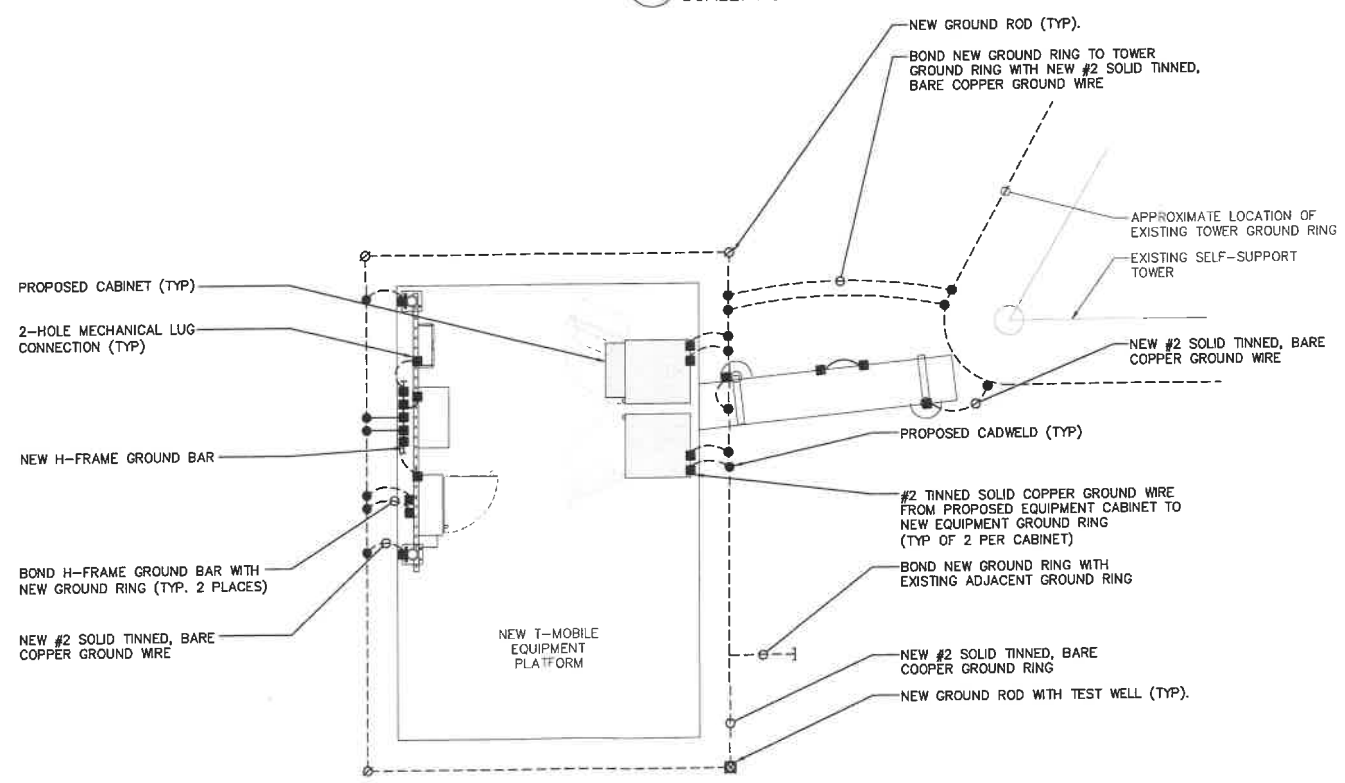 NEW GROUND ROD (TYP).
BOND NEW GROUND RING TO TOWER
GROUND RING WITH NEW #2 SOLID TINNED,
BARE COPPER GROUND WIRE
APPROXIMATE LOCATION OF
EXISTING TOWER GROUND RING
EXISTING SELF-SUPPORT
TOWER
PROPOSED CABINET (TYP)
2-HOLE MECHANICAL LUG
CONNECTION (TYP)
NEW #2 SOLID TINNED, BARE
COPPER GROUND WIRE
NEW H-FRAME GROUND BAR
PROPOSED CADWELD (TYP)
#2 TINNED SOLID COPPER GROUND WIRE
FROM PROPOSED EQUIPMENT CABINET TO
NEW EQUIPMENT GROUND RING
(TYP OF 2 PER CABINET)
BOND H-FRAME GROUND BAR WITH
NEW GROUND RING (TYP. 2 PLACES)
BOND NEW GROUND RING WITH
EXISTING ADJACENT GROUND RING
NEW #2 SOLID TINNED, BARE
COPPER GROUND WIRE
NEW T-MOBILE
EQUIPMENT
PLATFORM
NEW #2 SOLID TINNED, BARE
COOPER GROUND RING
NEW GROUND ROD WITH TEST WELL (TYP).